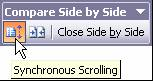 Compare Side by Side
Close Side by Side
Synchronous Scrolling